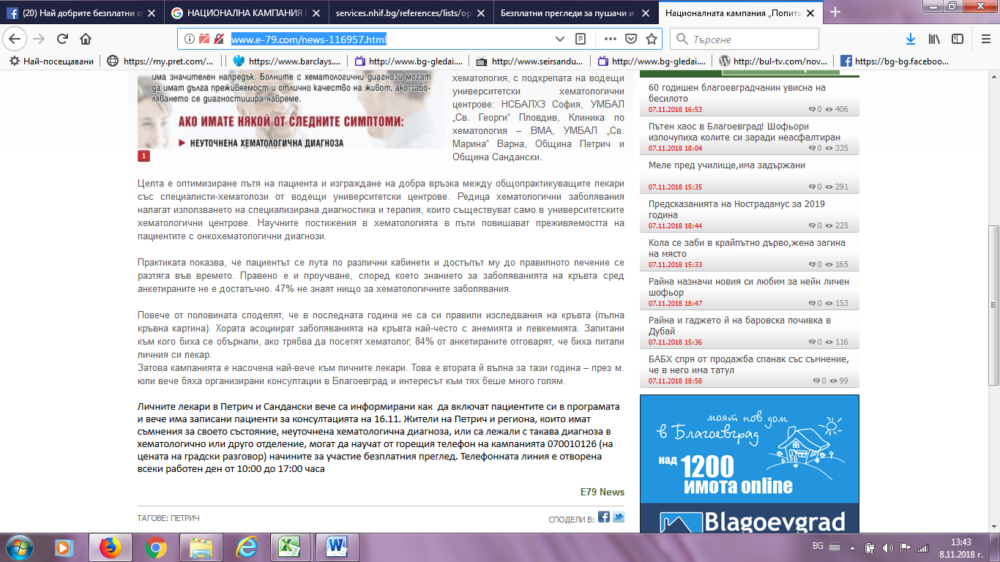 (20) Най добрите безплатни о
НАЦИОНАЛНА КАМПАНИЯ П
services.nhif.bg/references/lists/opl
Безплатни прегледи за пушачи и
Националната кампания „Попита
www.e-79.com/news-116957.html
Търсене
Най-посещавани
https://my.pret.com/...
https://www.barclays....
http://www.bg-gledai....
http://www.seirsandu...
http://www.bg-gledai....
http://bul-tv.com/nov...
https://bg-bg.faceboo...
има значителен напредък. Болните с хематологични диагнози могат
да имат дълга преживяемост и отлично качество на живот, ако забо-
ляването се диагностицира навреме.
АКО ИМАТЕ НЯКОЙ ОТ СЛЕДНИТЕ СИМПТОМИ:
НЕУТОЧНЕНА ХЕМАТОЛОГИЧНА ДИАГНОЗА
1
хематология, с подкрепата на водещи
университетски хематологични
центрове: НСБАЛХЗ София, УМБАЛ
„Св. Георги“ Пловдив, Клиника по
хематология – ВМА, УМБАЛ „Св.
Марина“ Варна, Община Петрич и
Община Сандански.
Целта е оптимизиране пътя на пациента и изграждане на добра връзка между общопрактикуващите лекари
със специалисти-хематолози от водещи университетски центрове. Редица хематологични заболявания
налагат използването на специализирана диагностика и терапия, които съществуват само в университетските
хематологични центрове. Научните постижения в хематологията в пъти повишават преживяемостта на
пациентите с онкохематологични диагнози.
Практиката показва, че пациентът се лута по различни кабинети и достъпът му до правилното лечение се
разтяга във времето. Правено е и проучване, според което знанието за заболяванията на кръвта сред
анкетираните не е достатъчно. 47% не знаят нищо за хематологичните заболявания.
Повече от половината споделят, че в последната година не са си правили изследвания на кръвта (пълна
кръвна картина). Хората асоциират заболяванията на кръвта най-често с анемията и левкемията. Запитани
към кого биха се обърнали, ако трябва да посетят хематолог, 84% от анкетираните отговарят, че биха питали
личния си лекар.
Затова кампанията е насочена най-вече към личните лекари. Това е втората й вълна за тази година – през м.
юли вече бяха организирани консултации в Благоевград и интересът към тях беше много голям.
Личните лекари в Петрич и Сандански вече са информирани как да включат пациентите си в програмата
и вече има записани пациенти за консултацията на 16.11. Жители на Петрич и региона, които имат
съмнения за своето състояние, неуточнена хематологична диагноза, или са лежали с такава диагноза в
хематологично или друго отделение, могат да научат от горещия телефон на кампанията 070010126 (на
цената на градски разговор) начините за участие безплатния преглед. Телефонната линия е отворена
всеки работен ден от 10:00 до 17:00 часа
E79 News
ТАГОВЕ: ПЕТРИЧ
СПОДЕЛИ В:
60 годишен благоевградчанин увисна на
бесилото
07.11.2018 16:53 0 406
Пътен хаос в Благоевград! Шофьори
изпочупиха колите си заради неасфалтиран
07.11.2018 18:04 0 335
Меле пред училище,има задържани
07.11.2018 15:35 0 291
Предсказанията на Нострадамус за 2019
година
07.11.2018 18:44 0 225
Кола се заби в крайпътно дърво,жена загина
на място
07.11.2018 15:33 0 165
Райна назначи новия си любим за нейн личен
шофьор
07.11.2018 18:47 0 153
Райна и гаджето й на баровска почивка в
Дубай
07.11.2018 15:36 0 116
БАБХ спря от продажба спанак със съмнение,
че в него има татул
07.11.2018 18:58 0 99
моят нов дом
в Благоевград
над 1200
имота online
Blagoevgrad
BG
13:43
8.11.2018 г.